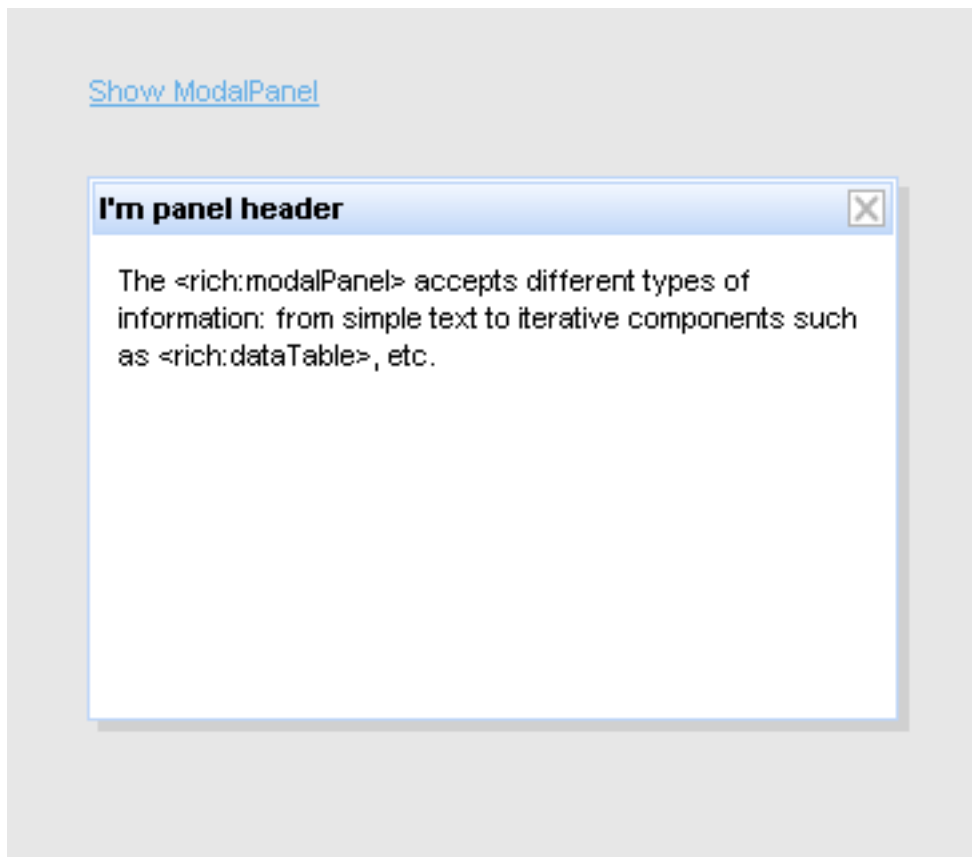 Show ModalPanel
I'm panel header
The <rich:modalPanel> accepts different types of
information: from simple text to iterative components such
as <rich:dataTable>, etc.